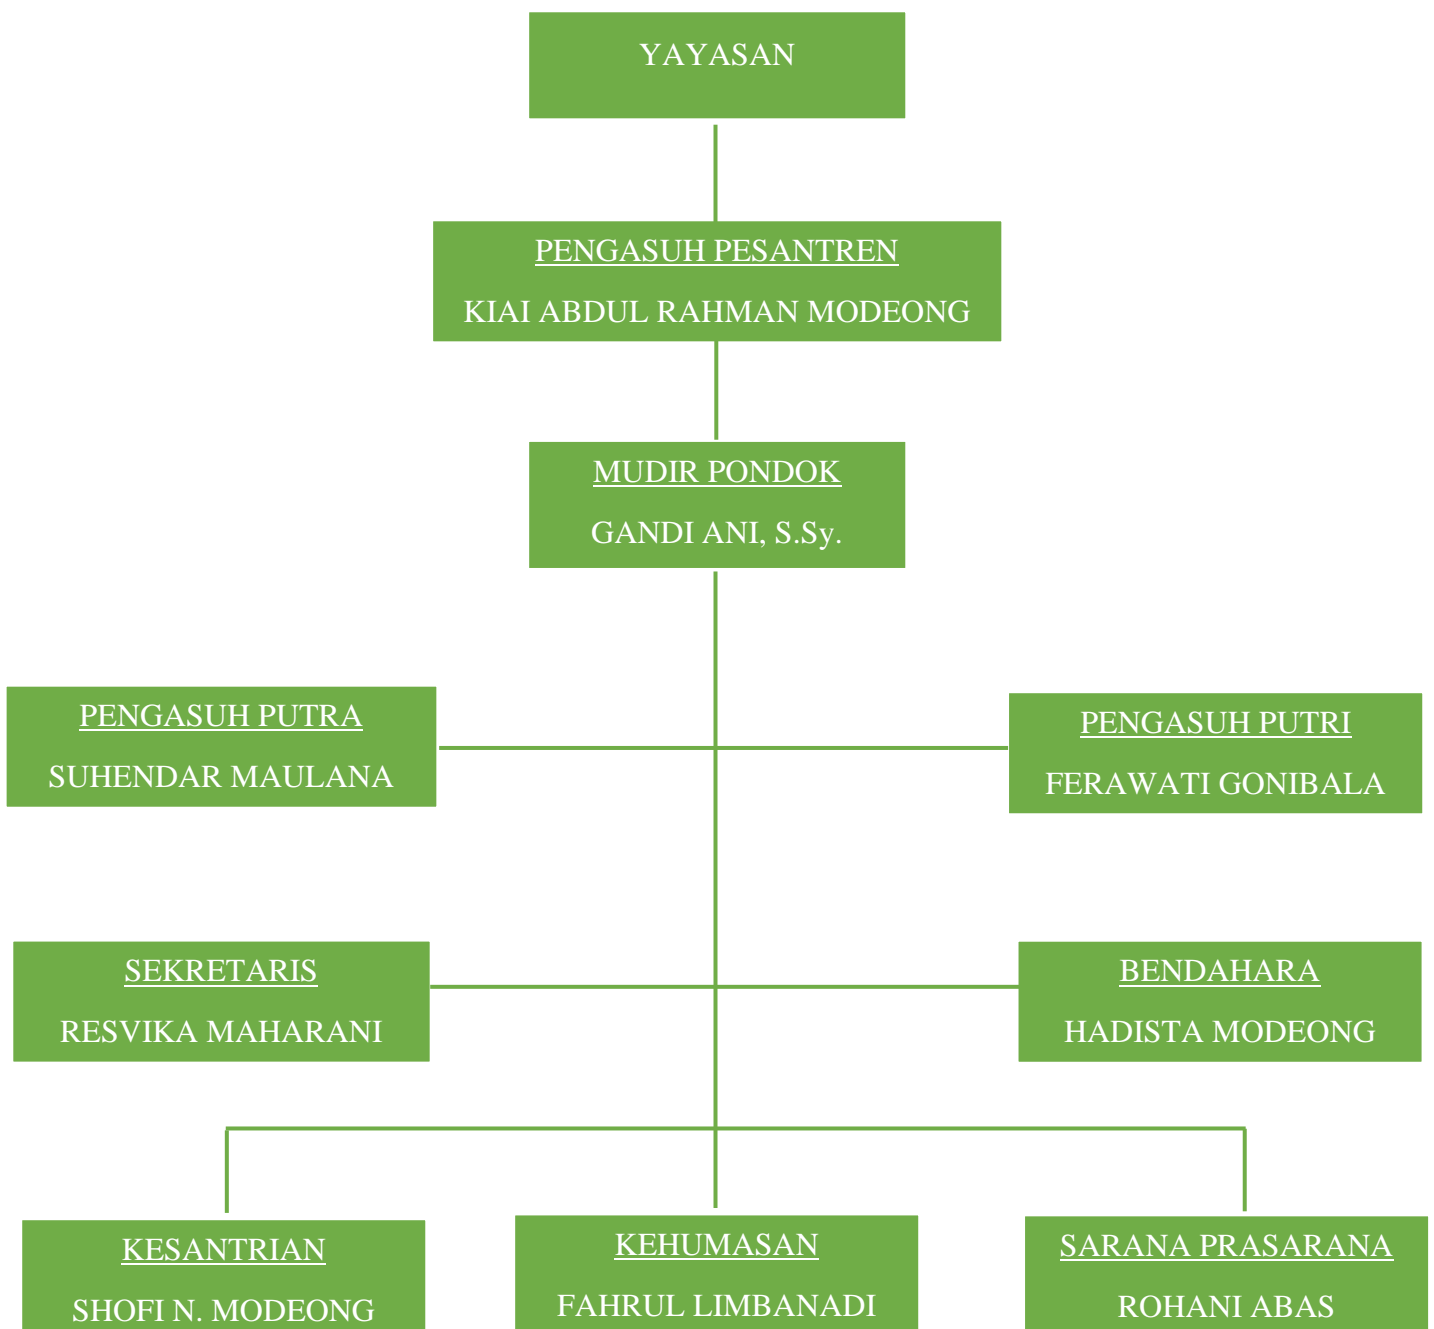 YAYASAN
PENGASUH PESANTREN
KIAI ABDUL RAHMAN MODEONG
MUDIR PONDOK
GANDI ANI, S.Sy.
PENGASUH PUTRA
SUHENDAR MAULANA
PENGASUH PUTRI
FERAWATI GONIBALA
SEKRETARIS
RESVIKA MAHARANI
BENDAHARA
HADISTA MODEONG
KESANTRIAN
SHOFI N. MODEONG
KEHUMASAN
FAHRUL LIMBANADI
SARANA PRASARANA
ROHANI ABAS